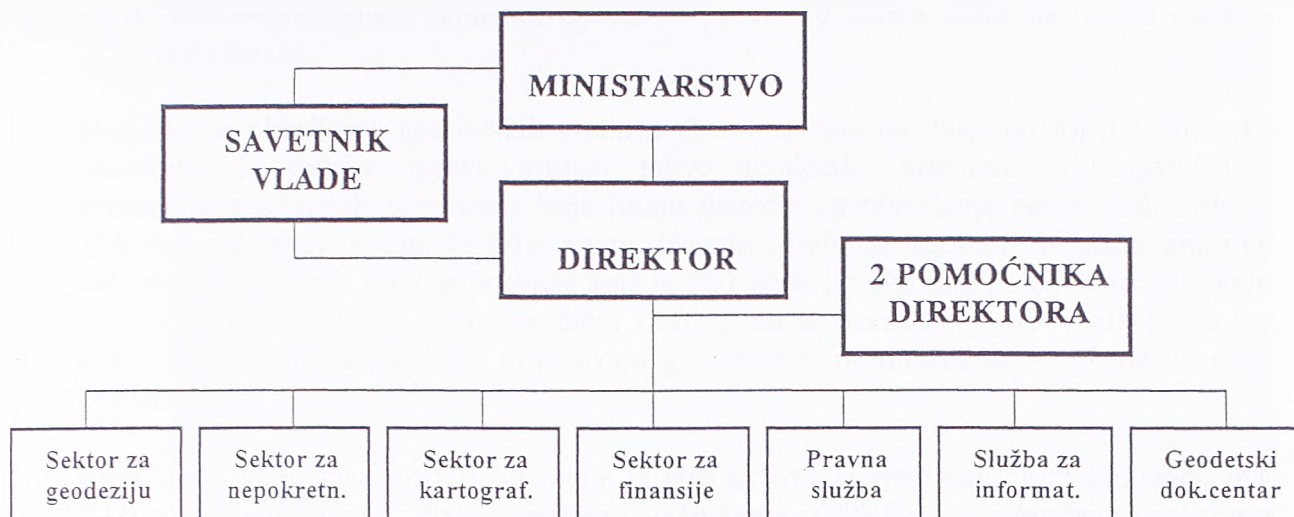 MINISTARSTVO
SAVETNIK
VLADE
DIREKTOR
2 POMOĆNIKA
DIREKTORA
Sektor za
geodeziju
Sektor za
nepokretn.
Sektor za
kartograf.
Sektor za
finansije
Pravna
služba
Služba za
informat.
Geodetski
dok.centar